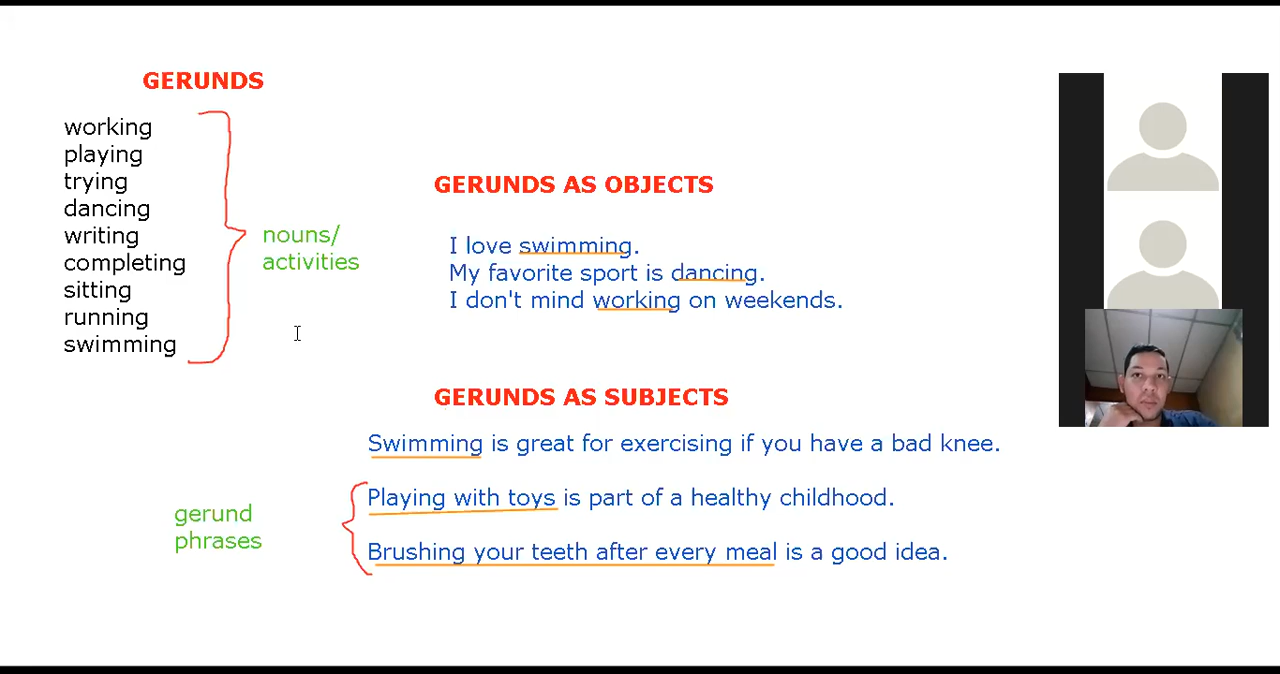 GERUNDS
working
playing
trying
dancing
writing
completing
sitting
running
swimming
nouns/
activities
GERUNDS AS OBJECTS
I love swimming.
My favorite sport is dancing.
I don't mind working on weekends.
GERUNDS AS SUBJECTS
Swimming is great for exercising if you have a bad knee.
gerund
phrases
Playing with toys is part of a healthy childhood.
Brushing your teeth after every meal is a good idea.